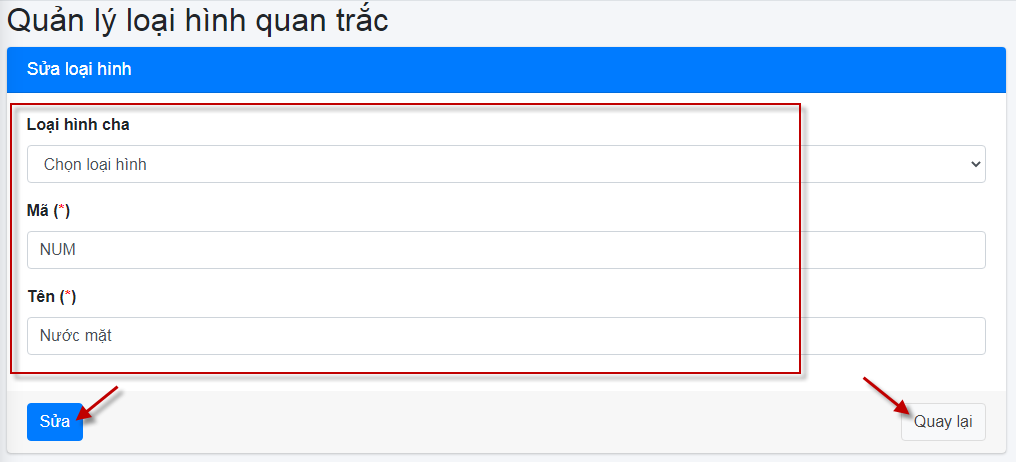 Quản lý loại hình quan trắc
Sửa loại hình
Loại hình cha
Chọn loại hình
Mã (*)
NUM
Tên (*)
Nước mặt
Sửa
Quay lại